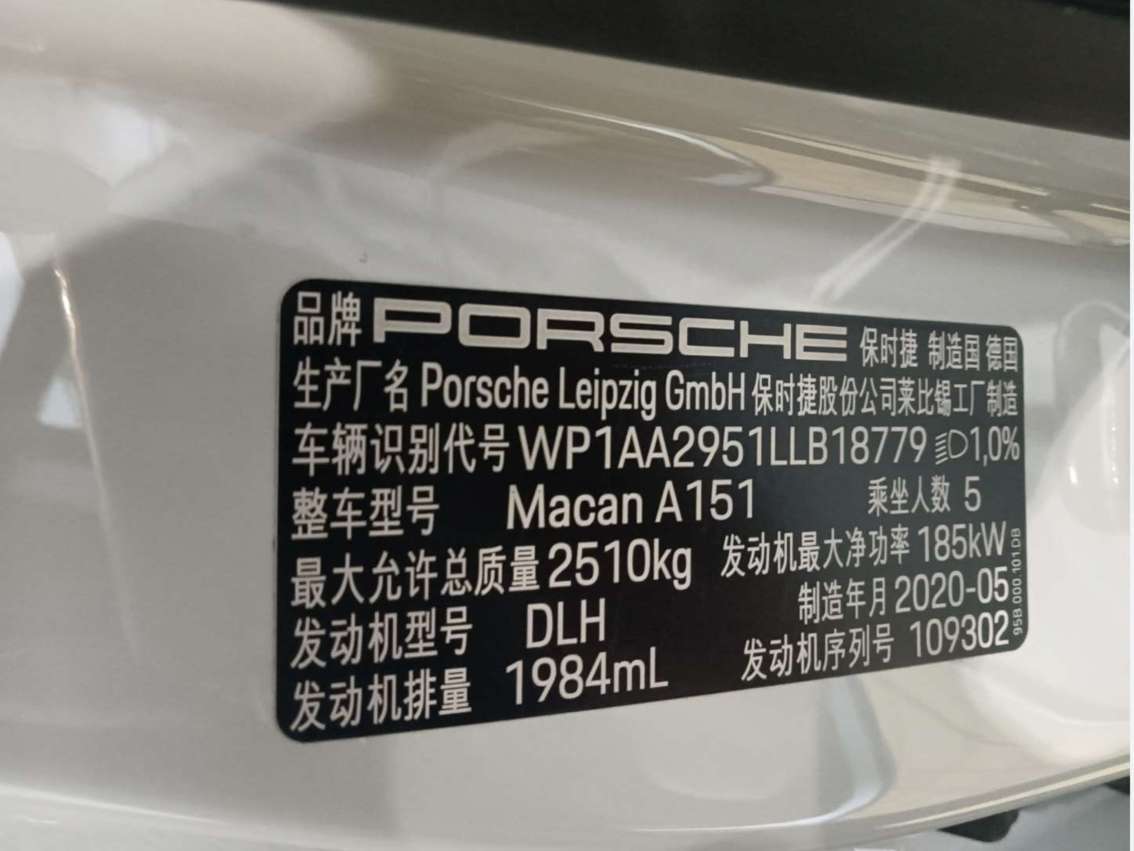 品牌 PORSCHE 保时捷 制造国 德国
生产厂名 Porsche Leipzig GmbH 保时捷股份公司莱比锡工厂制造
车辆识别代号 WP1AA2951LLB18779 1,0%
整车型号 Macan A151 乘坐人数 5
最大允许总质量 2510kg 发动机最大净功率 185kW
发动机型号 DLH 制造年月 2020-05
发动机排量 1984mL 发动机序列号 109302
95B.000.101.DB